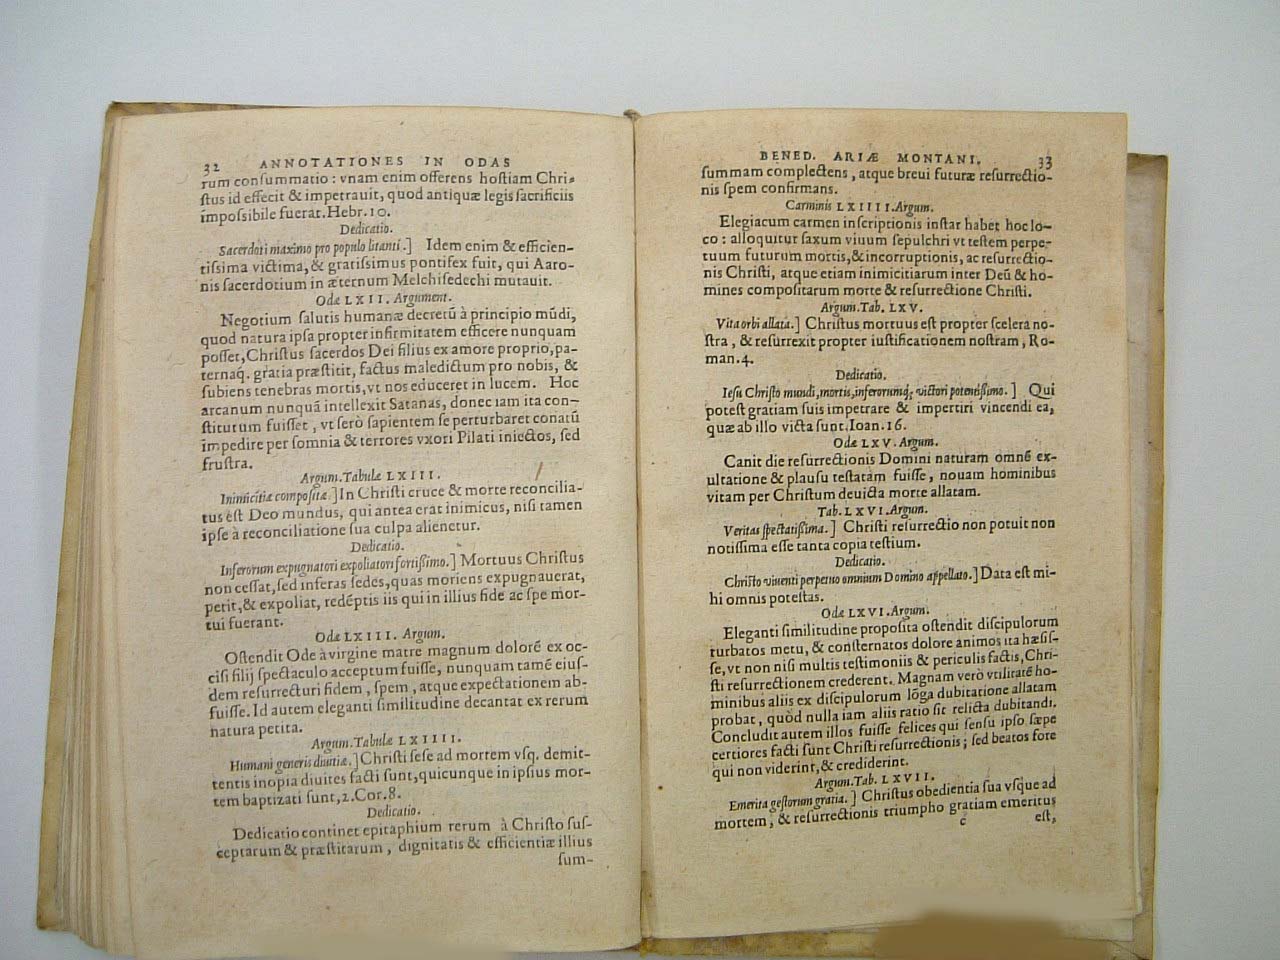 32 ANNOTATIONES IN ODAS
rum conſummatio : vnam enim offerens hoſtiam Chri-
ſtus id effecit & impetrauit, quod antiquæ legis ſacrificiis
impoſsibile fuerat. Hebr. 10.
Dedicatio.
Sacerdoti maximo pro populo litanti.] Idem enim & efficien-
tiſsima victima, & gratiſsimus pontifex fuit, qui Aaro-
nis ſacerdotium in æternum Melchiſedechi mutauit.
Odæ LXII. Argument.
Negotium ſalutis humanæ decretũ à principio mũdi,
quod natura ipſa propter infirmitatem efficere nunquam
poſſet, Chriſtus ſacerdos Dei filius ex amore proprio, pa-
ternaq. gratia præſtitit, factus maledictum pro nobis, &
ſubiens tenebras mortis, vt nos educeret in lucem. Hoc
arcanum nunquã intellexit Satanas, donec iam ita con-
ſtitutum fuiſſet, vt ſerò ſapientem ſe perturbaret conatũ
impedire per ſomnia & terrores vxori Pilati iniectos, ſed
fruſtra.
Argum. Tabulæ LXIII.
Inimicitiæ compoſitæ.] In Chriſti cruce & morte reconcilia-
tus eſt Deo mundus, qui antea erat inimicus, niſi tamen
ipſe à reconciliatione ſua culpa alienetur.
Dedicatio.
Inferorum expugnatori expoliatori fortiſsimo.] Mortuus Chriſtus
non ceſſat, ſed inferas ſedes, quas moriens expugnauerat,
petit, & expoliat, redẽptis iis qui in illius fide ac ſpe mor-
tui fuerant.
Odæ LXIII. Argum.
Oſtendit Ode à virgine matre magnum dolorẽ ex oc-
ciſi filij ſpectaculo acceptum fuiſſe, nunquam tamẽ eiuſ-
dem reſurrecturi fidem, ſpem, atque expectationem ab-
fuiſſe. Id autem eleganti ſimilitudine decantat ex rerum
natura petita.
Argum. Tabulæ LXIIII.
Humani generis diuitiæ.] Chriſti ſeſe ad mortem vſq. demit-
tentis inopia diuites facti ſunt, quicunque in ipſius mor-
tem baptizati ſunt, 2. Cor. 8.
Dedicatio.
Dedicatio continet epitaphium rerum à Chriſto ſuſ-
ceptarum & præſtitarum, dignitatis & efficientiæ illius
ſum-
BENED. ARIÆ MONTANI. 33
ſummam complectens, atque breui futuræ reſurrectio-
nis ſpem confirmans.
Carminis LXIIII. Argum.
Elegiacum carmen inſcriptionis inſtar habet hoc lo-
co : alloquitur ſaxum viuum ſepulchri vt teſtem perpe-
tuum futurum mortis, & incorruptionis, ac reſurrectio-
nis Chriſti, atque etiam inimicitiarum inter Deũ & ho-
mines compoſitarum morte & reſurrectione Chriſti.
Argum. Tab. LXV.
Vita orbi allata.] Chriſtus mortuus eſt propter ſcelera no-
ſtra, & reſurrexit propter iuſtificationem noſtram, Ro-
man. 4.
Dedicatio.
Ieſu Chriſto mundi, mortis, inferorumq; victori potentiſsimo.] Qui
poteſt gratiam ſuis impetrare & impertiri vincendi ea,
quæ ab illo victa ſunt. Ioan. 16.
Odæ LXV. Argum.
Canit die reſurrectionis Domini naturam omnẽ ex-
ultatione & plauſu teſtatam fuiſſe, nouam hominibus
vitam per Chriſtum deuicta morte allatam.
Tab. LXVI. Argum.
Veritas ſpectatiſsima.] Chriſti reſurrectio non potuit non
notiſsima eſſe tanta copia teſtium.
Dedicatio.
Chriſto viuenti perpetuo omnium Domino appellato.] Data eſt mi-
hi omnis poteſtas.
Odæ LXVI. Argum.
Eleganti ſimilitudine propoſita oſtendit diſcipulorum
turbatos metu, & conſternatos dolore animos ita hæſiſ-
ſe, vt non niſi multis teſtimoniis & periculis factis, Chri-
ſti reſurrectionem crederent. Magnam verò vtilitatẽ ho-
minibus aliis ex diſcipulorum lõga dubitatione allatam
probat, quòd nulla iam aliis ratio ſit relicta dubitandi.
Concludit autem illos fuiſſe felices qui ſenſu ipſo ſæpe
certiores facti ſunt Chriſti reſurrectionis; ſed beatos fore
qui non viderint, & crediderint.
Argum. Tab. LXVII.
Emerita geſtorum gratia.] Chriſtus obedientia ſua vſque ad
mortem, & reſurrectionis triumpho gratiam emeritus
c eſt,